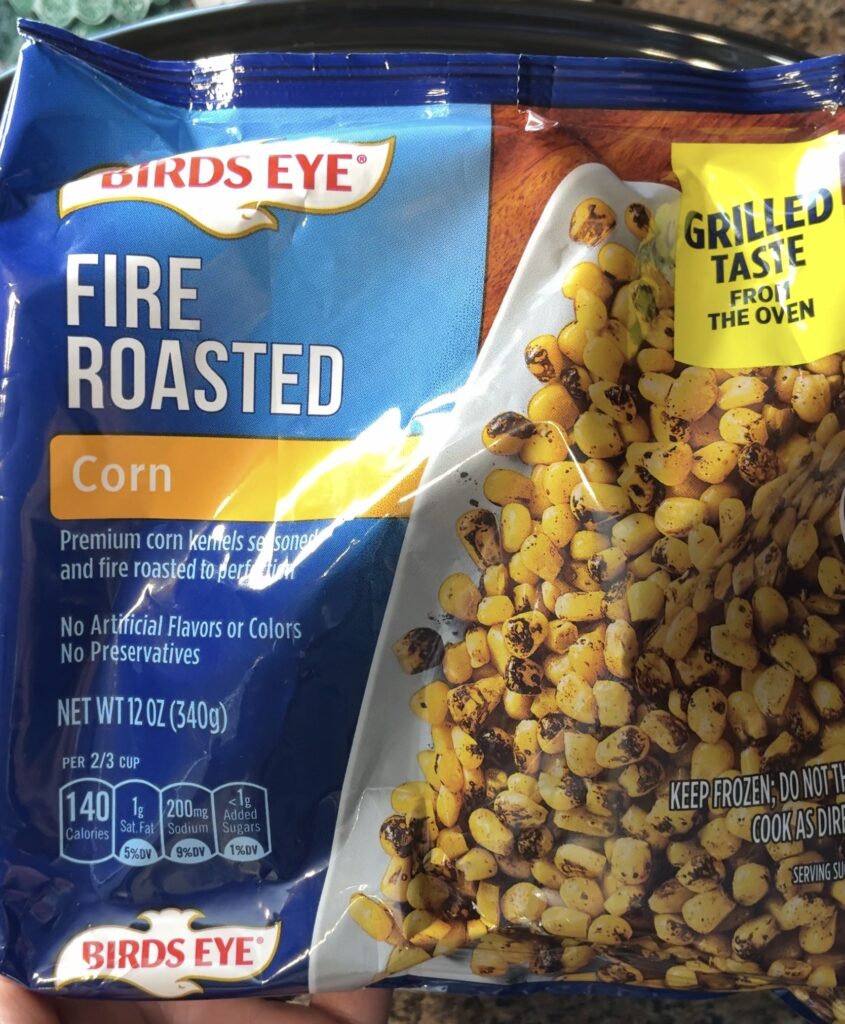 BIRDS EYE®
FIRE
ROASTED
Corn
Premium corn kernels seasoned
and fire roasted to perfection
No Artificial Flavors or Colors
No Preservatives
NET WT 12 OZ (340g)
PER 2/3 CUP
140
Calories
1g
Sat. Fat
5%DV
200mg
Sodium
9%DV
<1g
Added
Sugars
1%DV
BIRDS EYE®
GRILLED
TASTE
FROM
THE OVEN
KEEP FROZEN; DO NOT
COOK AS
SERVING